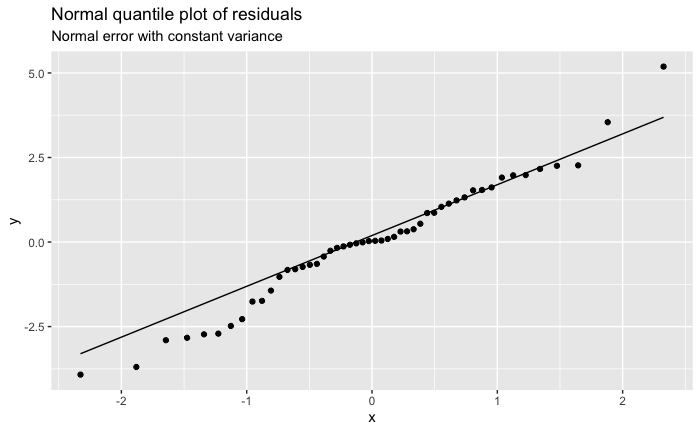 Normal quantile plot of residuals
Normal error with constant variance
5.0
2.5
0.0
-2.5
y
-2 -1 0 1 2
x